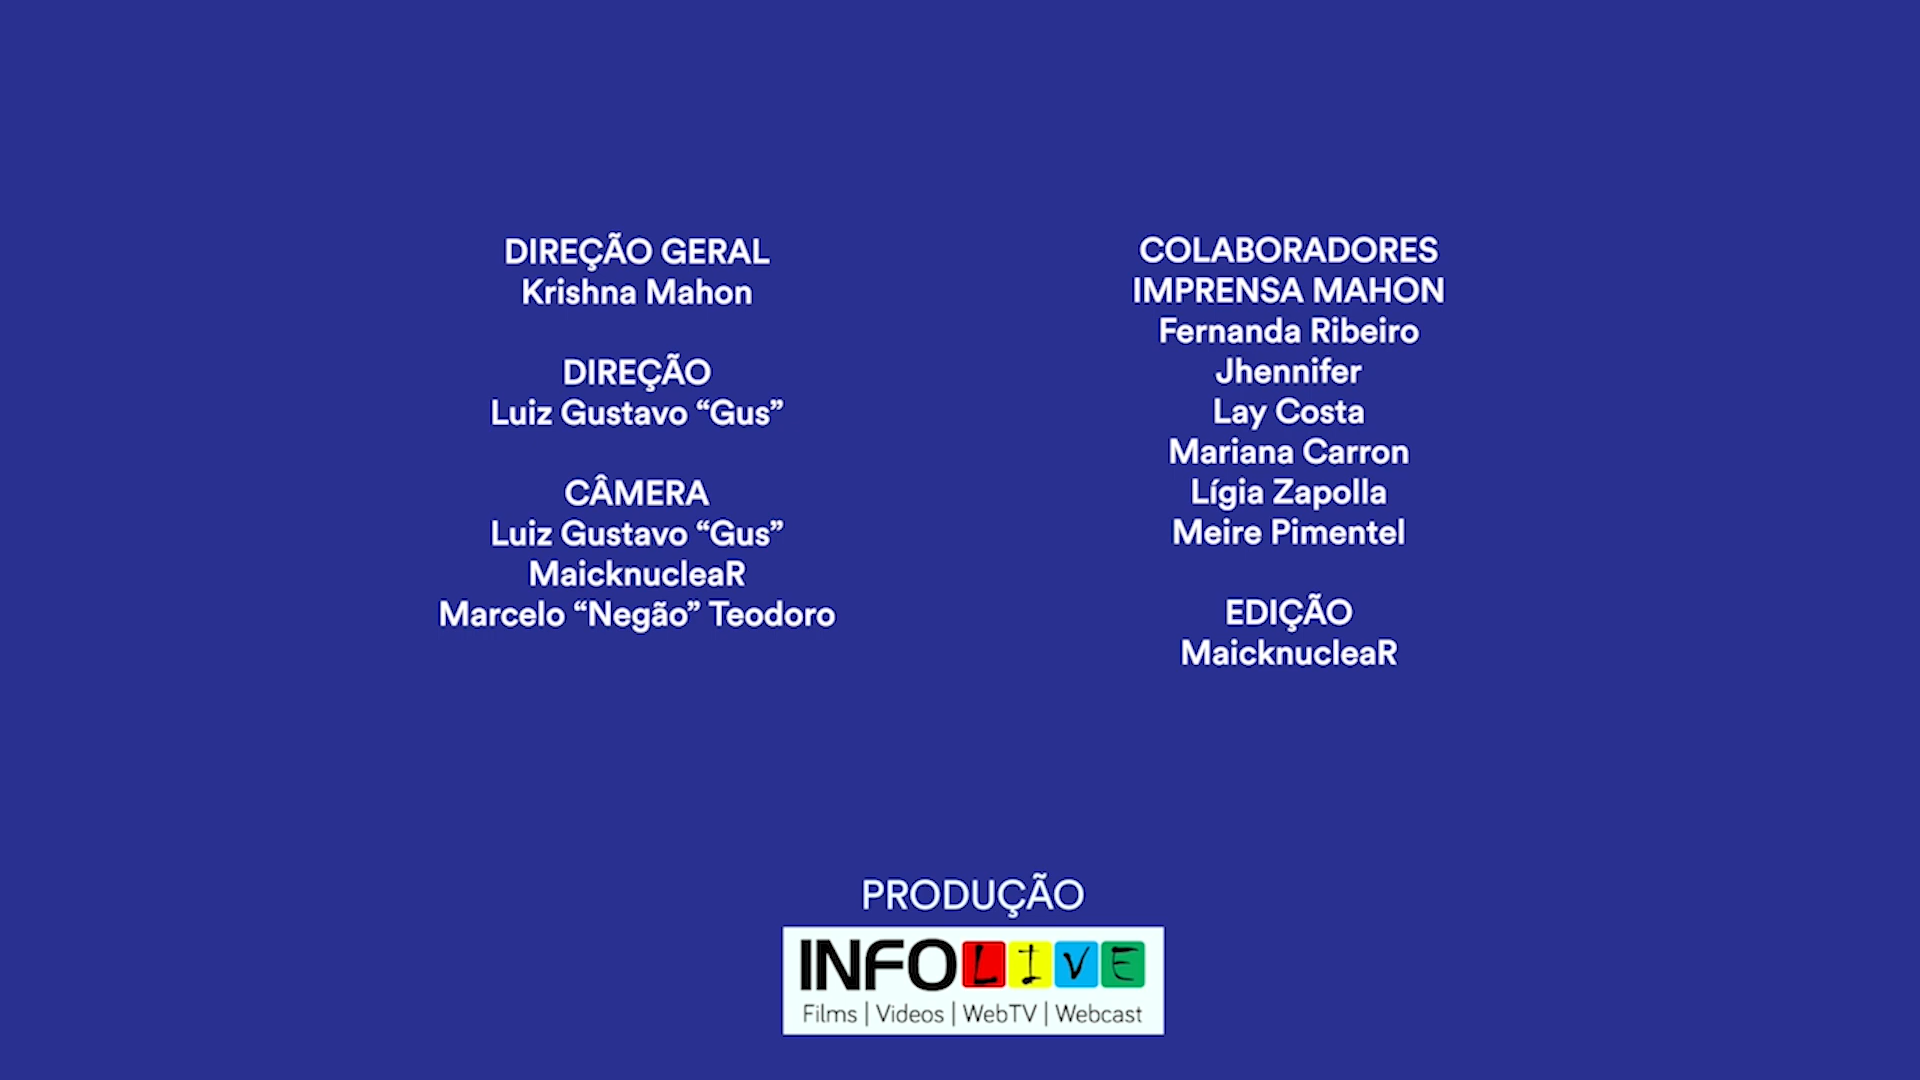 DIREÇÃO GERAL
Krishna Mahon
DIREÇÃO
Luiz Gustavo “Gus”
CÂMERA
Luiz Gustavo “Gus”
MaicknucleaR
Marcelo “Negão” Teodoro
COLABORADORES
IMPRENSA MAHON
Fernanda Ribeiro
Jhennifer
Lay Costa
Mariana Carron
Lígia Zapolla
Meire Pimentel
EDIÇÃO
MaicknucleaR
PRODUÇÃO
INFOLIVE
Films | Videos | WebTV | Webcast